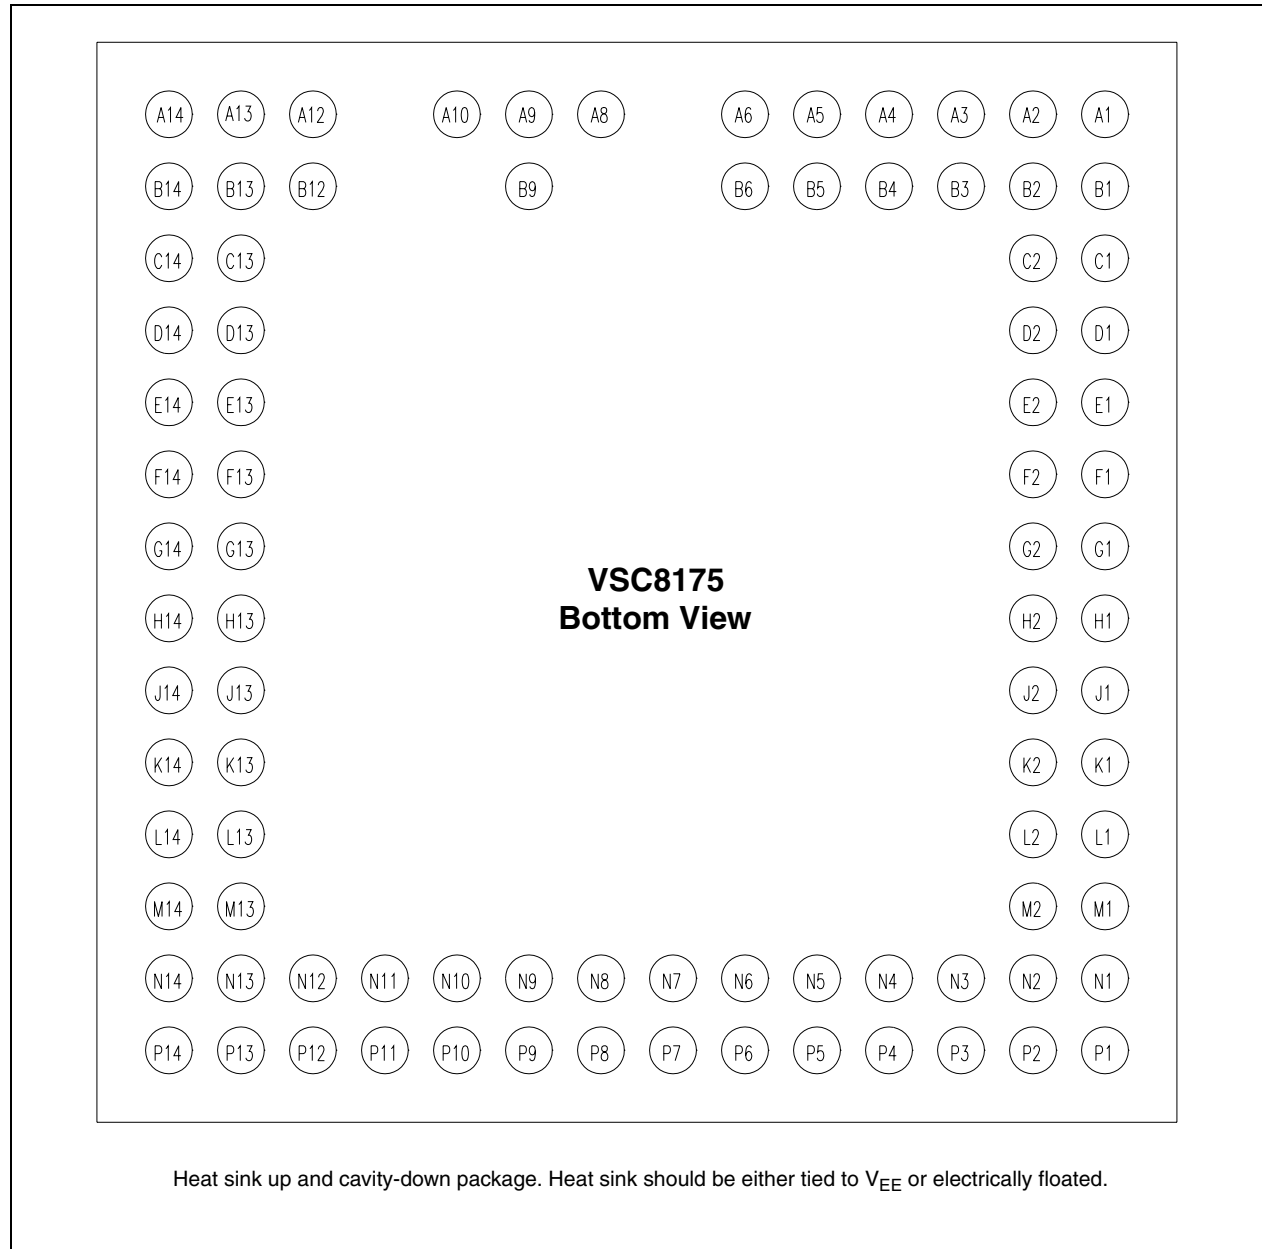 A14 A13 A12 A10 A9 A8 A6 A5 A4 A3 A2 A1
B14 B13 B12 B9 B6 B5 B4 B3 B2 B1
C14 C13 C2 C1
D14 D13 D2 D1
E14 E13 E2 E1
F14 F13 F2 F1
G14 G13 G2 G1
VSC8175
Bottom View
H14 H13 H2 H1
J14 J13 J2 J1
K14 K13 K2 K1
L14 L13 L2 L1
M14 M13 M2 M1
N14 N13 N12 N11 N10 N9 N8 N7 N6 N5 N4 N3 N2 N1
P14 P13 P12 P11 P10 P9 P8 P7 P6 P5 P4 P3 P2 P1
Heat sink up and cavity-down package. Heat sink should be either tied to VEE or electrically floated.